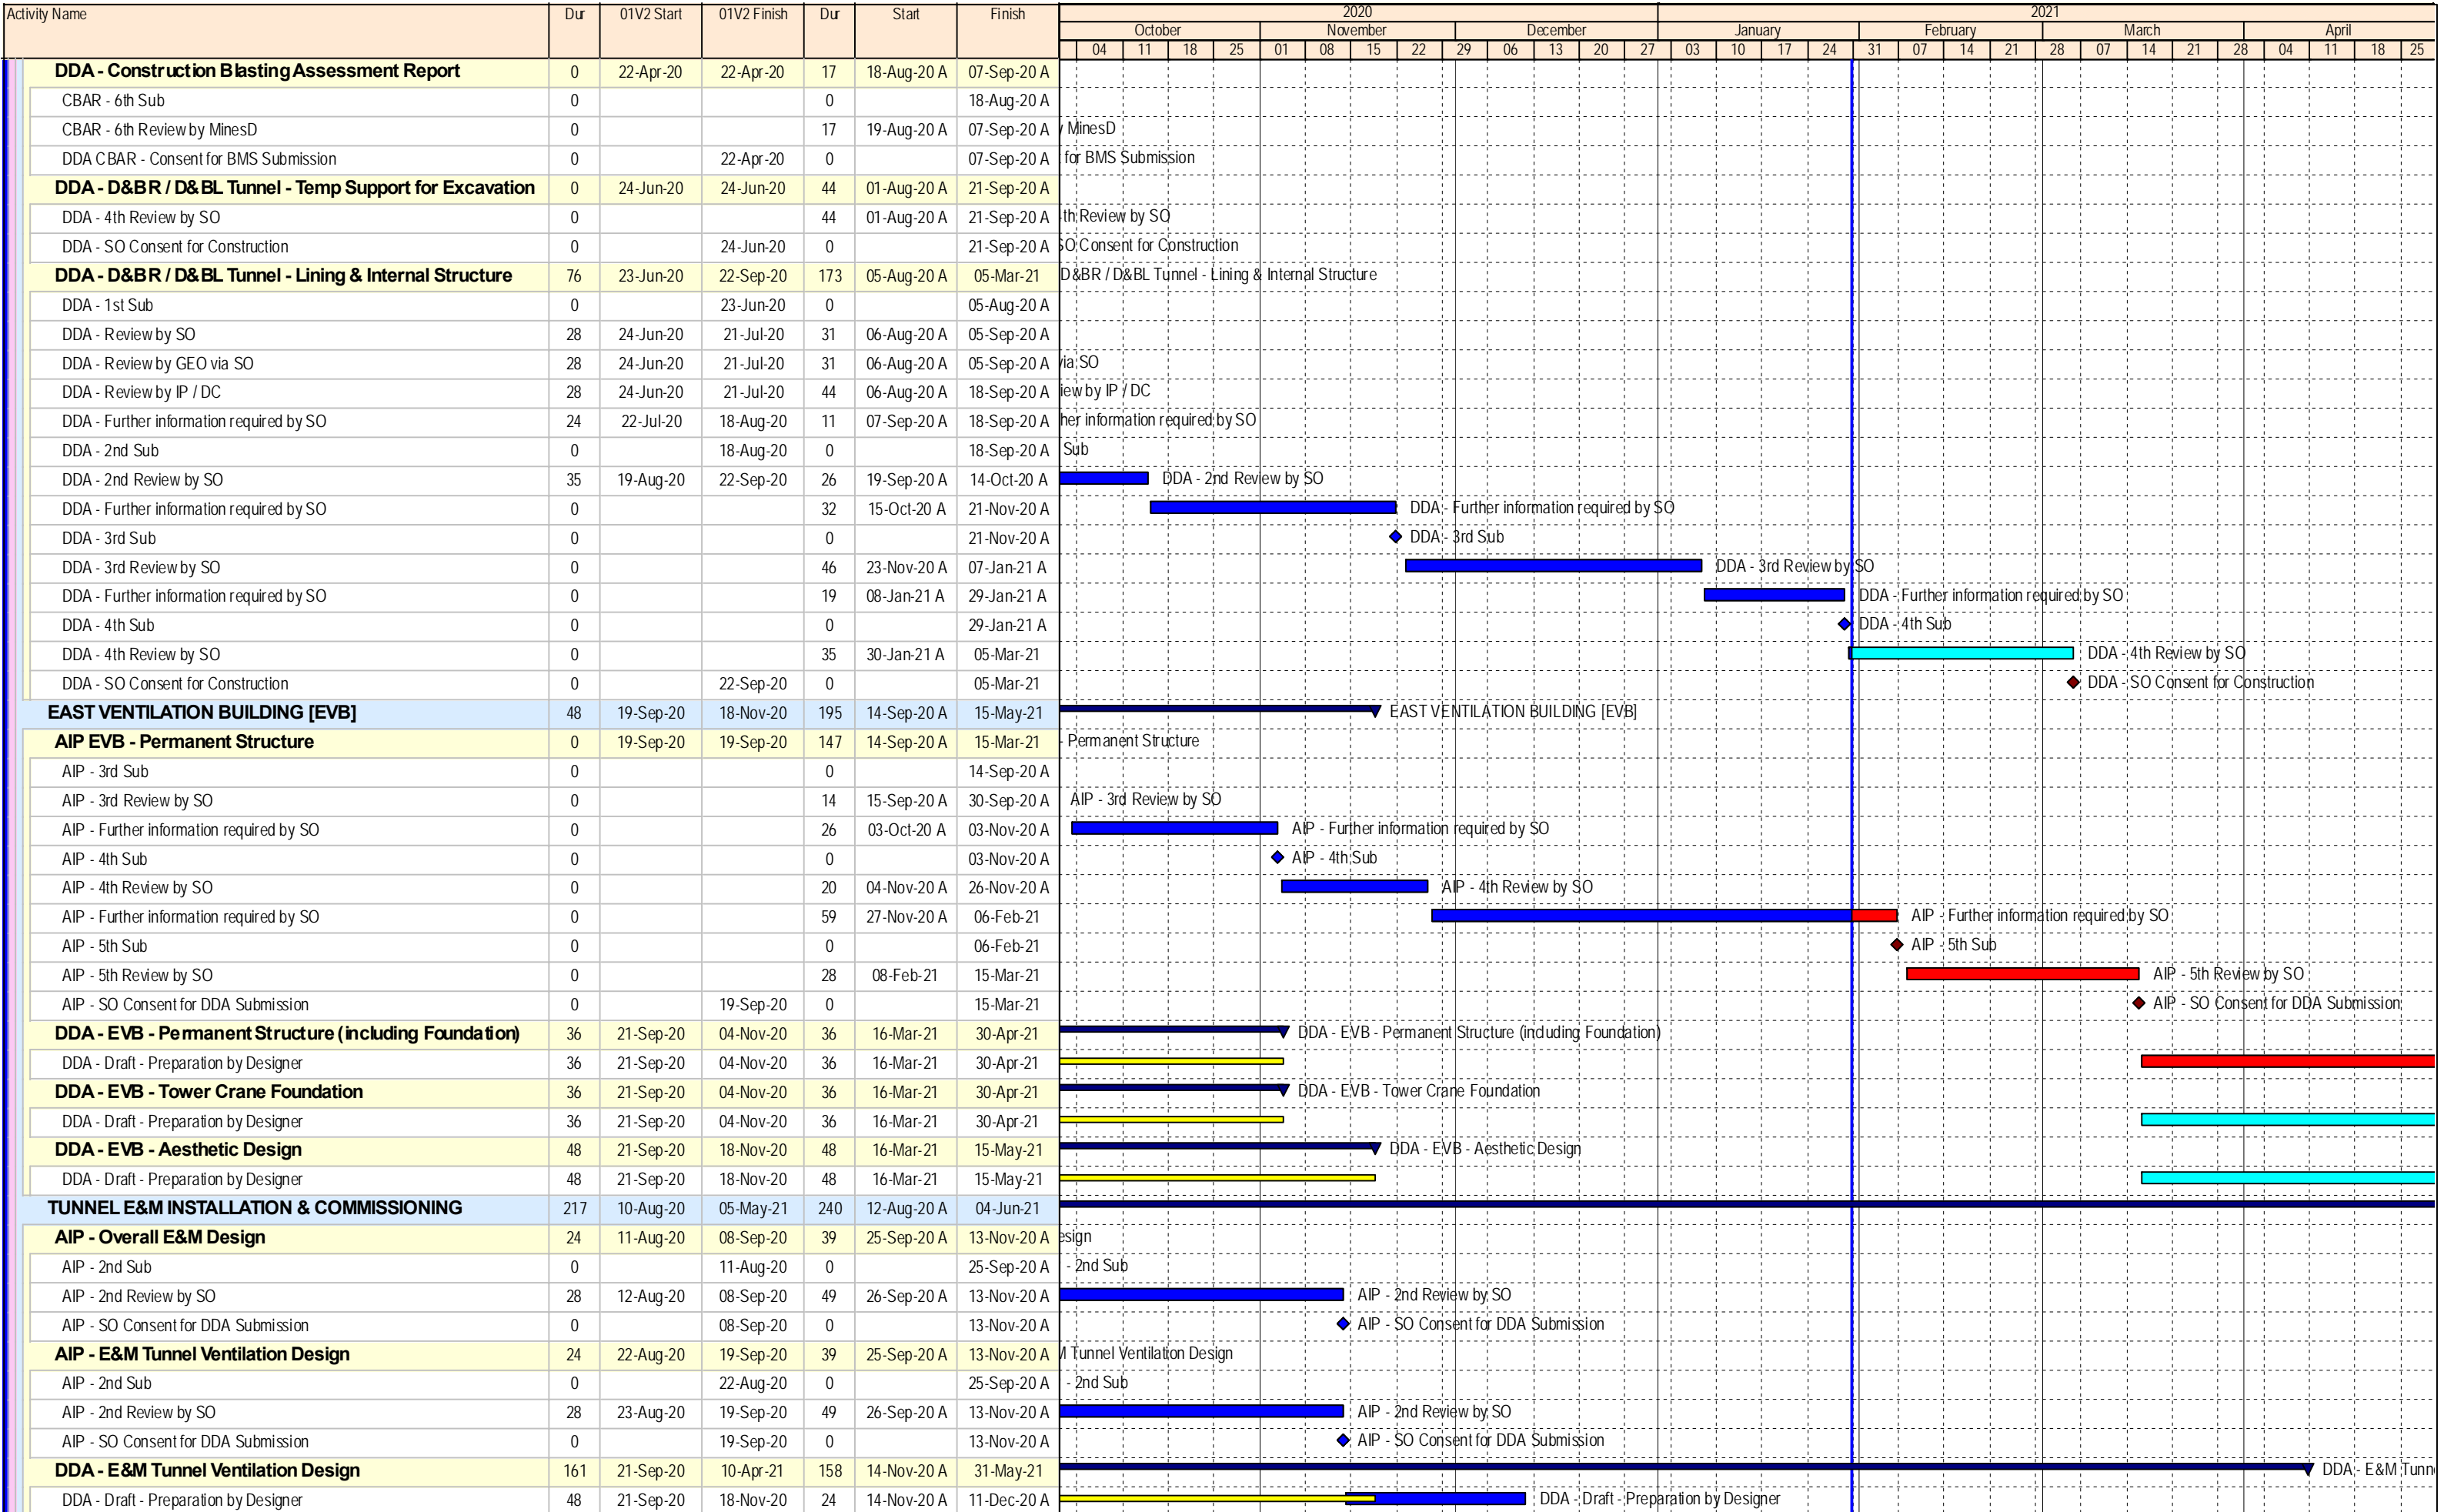 2020 2021
Activity Name Dur 01V2 Start 01V2 Finish Dur Start Finish October November December January February March April
04 11 18 25 01 08 15 22 29 06 13 20 27 03 10 17 24 31 07 14 21 28 07 14 21 28 04 11 18 25
DDA - Construction Blasting Assessment Report 0 22-Apr-20 22-Apr-20 17 18-Aug-20 A 07-Sep-20 A
CBAR - 6th Sub 0 0 18-Aug-20 A
CBAR - 6th Review by MinesD 0 17 19-Aug-20 A 07-Sep-20 A MinesD
DDA CBAR - Consent for BMS Submission 0 22-Apr-20 0 07-Sep-20 A for BMS Submission
DDA - D&BR / D&BL Tunnel - Temp Support for Excavation 0 24-Jun-20 24-Jun-20 44 01-Aug-20 A 21-Sep-20 A
DDA - 4th Review by SO 0 44 01-Aug-20 A 21-Sep-20 A th Review by SO
DDA - SO Consent for Construction 0 24-Jun-20 0 21-Sep-20 A SO Consent for Construction
DDA - D&BR / D&BL Tunnel - Lining & Internal Structure 76 23-Jun-20 22-Sep-20 173 05-Aug-20 A 05-Mar-21 D&BR / D&BL Tunnel - Lining & Internal Structure
DDA - 1st Sub 0 23-Jun-20 0 05-Aug-20 A
DDA - Review by SO 28 24-Jun-20 21-Jul-20 31 06-Aug-20 A 05-Sep-20 A
DDA - Review by GEO via SO 28 24-Jun-20 21-Jul-20 31 06-Aug-20 A 05-Sep-20 A via SO
DDA - Review by IP / DC 28 24-Jun-20 21-Jul-20 44 06-Aug-20 A 18-Sep-20 A iew by IP / DC
DDA - Further information required by SO 24 22-Jul-20 18-Aug-20 11 07-Sep-20 A 18-Sep-20 A her information required by SO
DDA - 2nd Sub 0 18-Aug-20 0 18-Sep-20 A Sub
DDA - 2nd Review by SO 35 19-Aug-20 22-Sep-20 26 19-Sep-20 A 14-Oct-20 A DDA - 2nd Review by SO
DDA - Further information required by SO 0 32 15-Oct-20 A 21-Nov-20 A DDA - Further information required by SO
DDA - 3rd Sub 0 0 21-Nov-20 A DDA - 3rd Sub
DDA - 3rd Review by SO 0 46 23-Nov-20 A 07-Jan-21 A DDA - 3rd Review by SO
DDA - Further information required by SO 0 19 08-Jan-21 A 29-Jan-21 A DDA - Further information required by SO
DDA - 4th Sub 0 0 29-Jan-21 A DDA - 4th Sub
DDA - 4th Review by SO 0 35 30-Jan-21 A 05-Mar-21 DDA - 4th Review by SO
DDA - SO Consent for Construction 0 22-Sep-20 0 05-Mar-21 DDA - SO Consent for Construction
EAST VENTILATION BUILDING [EVB] 48 19-Sep-20 18-Nov-20 195 14-Sep-20 A 15-May-21 EAST VENTILATION BUILDING [EVB]
AIP EVB - Permanent Structure 0 19-Sep-20 19-Sep-20 147 14-Sep-20 A 15-Mar-21 - Permanent Structure
AIP - 3rd Sub 0 0 14-Sep-20 A
AIP - 3rd Review by SO 0 14 15-Sep-20 A 30-Sep-20 A AIP - 3rd Review by SO
AIP - Further information required by SO 0 26 03-Oct-20 A 03-Nov-20 A AIP - Further information required by SO
AIP - 4th Sub 0 0 03-Nov-20 A AIP - 4th Sub
AIP - 4th Review by SO 0 20 04-Nov-20 A 26-Nov-20 A AIP - 4th Review by SO
AIP - Further information required by SO 0 59 27-Nov-20 A 06-Feb-21 AIP - Further information required by SO
AIP - 5th Sub 0 0 06-Feb-21 AIP - 5th Sub
AIP - 5th Review by SO 0 28 08-Feb-21 15-Mar-21 AIP - 5th Review by SO
AIP - SO Consent for DDA Submission 0 19-Sep-20 0 15-Mar-21 AIP - SO Consent for DDA Submission
DDA - EVB - Permanent Structure (including Foundation) 36 21-Sep-20 04-Nov-20 36 16-Mar-21 30-Apr-21 DDA - EVB - Permanent Structure (including Foundation)
DDA - Draft - Preparation by Designer 36 21-Sep-20 04-Nov-20 36 16-Mar-21 30-Apr-21
DDA - EVB - Tower Crane Foundation 36 21-Sep-20 04-Nov-20 36 16-Mar-21 30-Apr-21 DDA - EVB - Tower Crane Foundation
DDA - Draft - Preparation by Designer 36 21-Sep-20 04-Nov-20 36 16-Mar-21 30-Apr-21
DDA - EVB - Aesthetic Design 48 21-Sep-20 18-Nov-20 48 16-Mar-21 15-May-21 DDA - EVB - Aesthetic Design
DDA - Draft - Preparation by Designer 48 21-Sep-20 18-Nov-20 48 16-Mar-21 15-May-21
TUNNEL E&M INSTALLATION & COMMISSIONING 217 10-Aug-20 05-May-21 240 12-Aug-20 A 04-Jun-21
AIP - Overall E&M Design 24 11-Aug-20 08-Sep-20 39 25-Sep-20 A 13-Nov-20 A esign
AIP - 2nd Sub 0 11-Aug-20 0 25-Sep-20 A - 2nd Sub
AIP - 2nd Review by SO 28 12-Aug-20 08-Sep-20 49 26-Sep-20 A 13-Nov-20 A AIP - 2nd Review by SO
AIP - SO Consent for DDA Submission 0 08-Sep-20 0 13-Nov-20 A AIP - SO Consent for DDA Submission
AIP - E&M Tunnel Ventilation Design 24 22-Aug-20 19-Sep-20 39 25-Sep-20 A 13-Nov-20 A M Tunnel Ventilation Design
AIP - 2nd Sub 0 22-Aug-20 0 25-Sep-20 A - 2nd Sub
AIP - 2nd Review by SO 28 23-Aug-20 19-Sep-20 49 26-Sep-20 A 13-Nov-20 A AIP - 2nd Review by SO
AIP - SO Consent for DDA Submission 0 19-Sep-20 0 13-Nov-20 A AIP - SO Consent for DDA Submission
DDA - E&M Tunnel Ventilation Design 161 21-Sep-20 10-Apr-21 158 14-Nov-20 A 31-May-21 DDA - E&M Tunn
DDA - Draft - Preparation by Designer 48 21-Sep-20 18-Nov-20 24 14-Nov-20 A 11-Dec-20 A DDA - Draft - Preparation by Designer